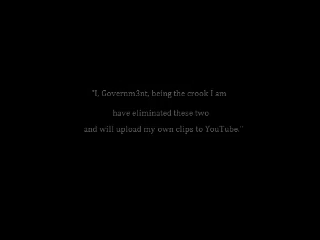 "I, Governm3nt, being the crook I am
have eliminated these two
and will upload my own clips to YouTube."